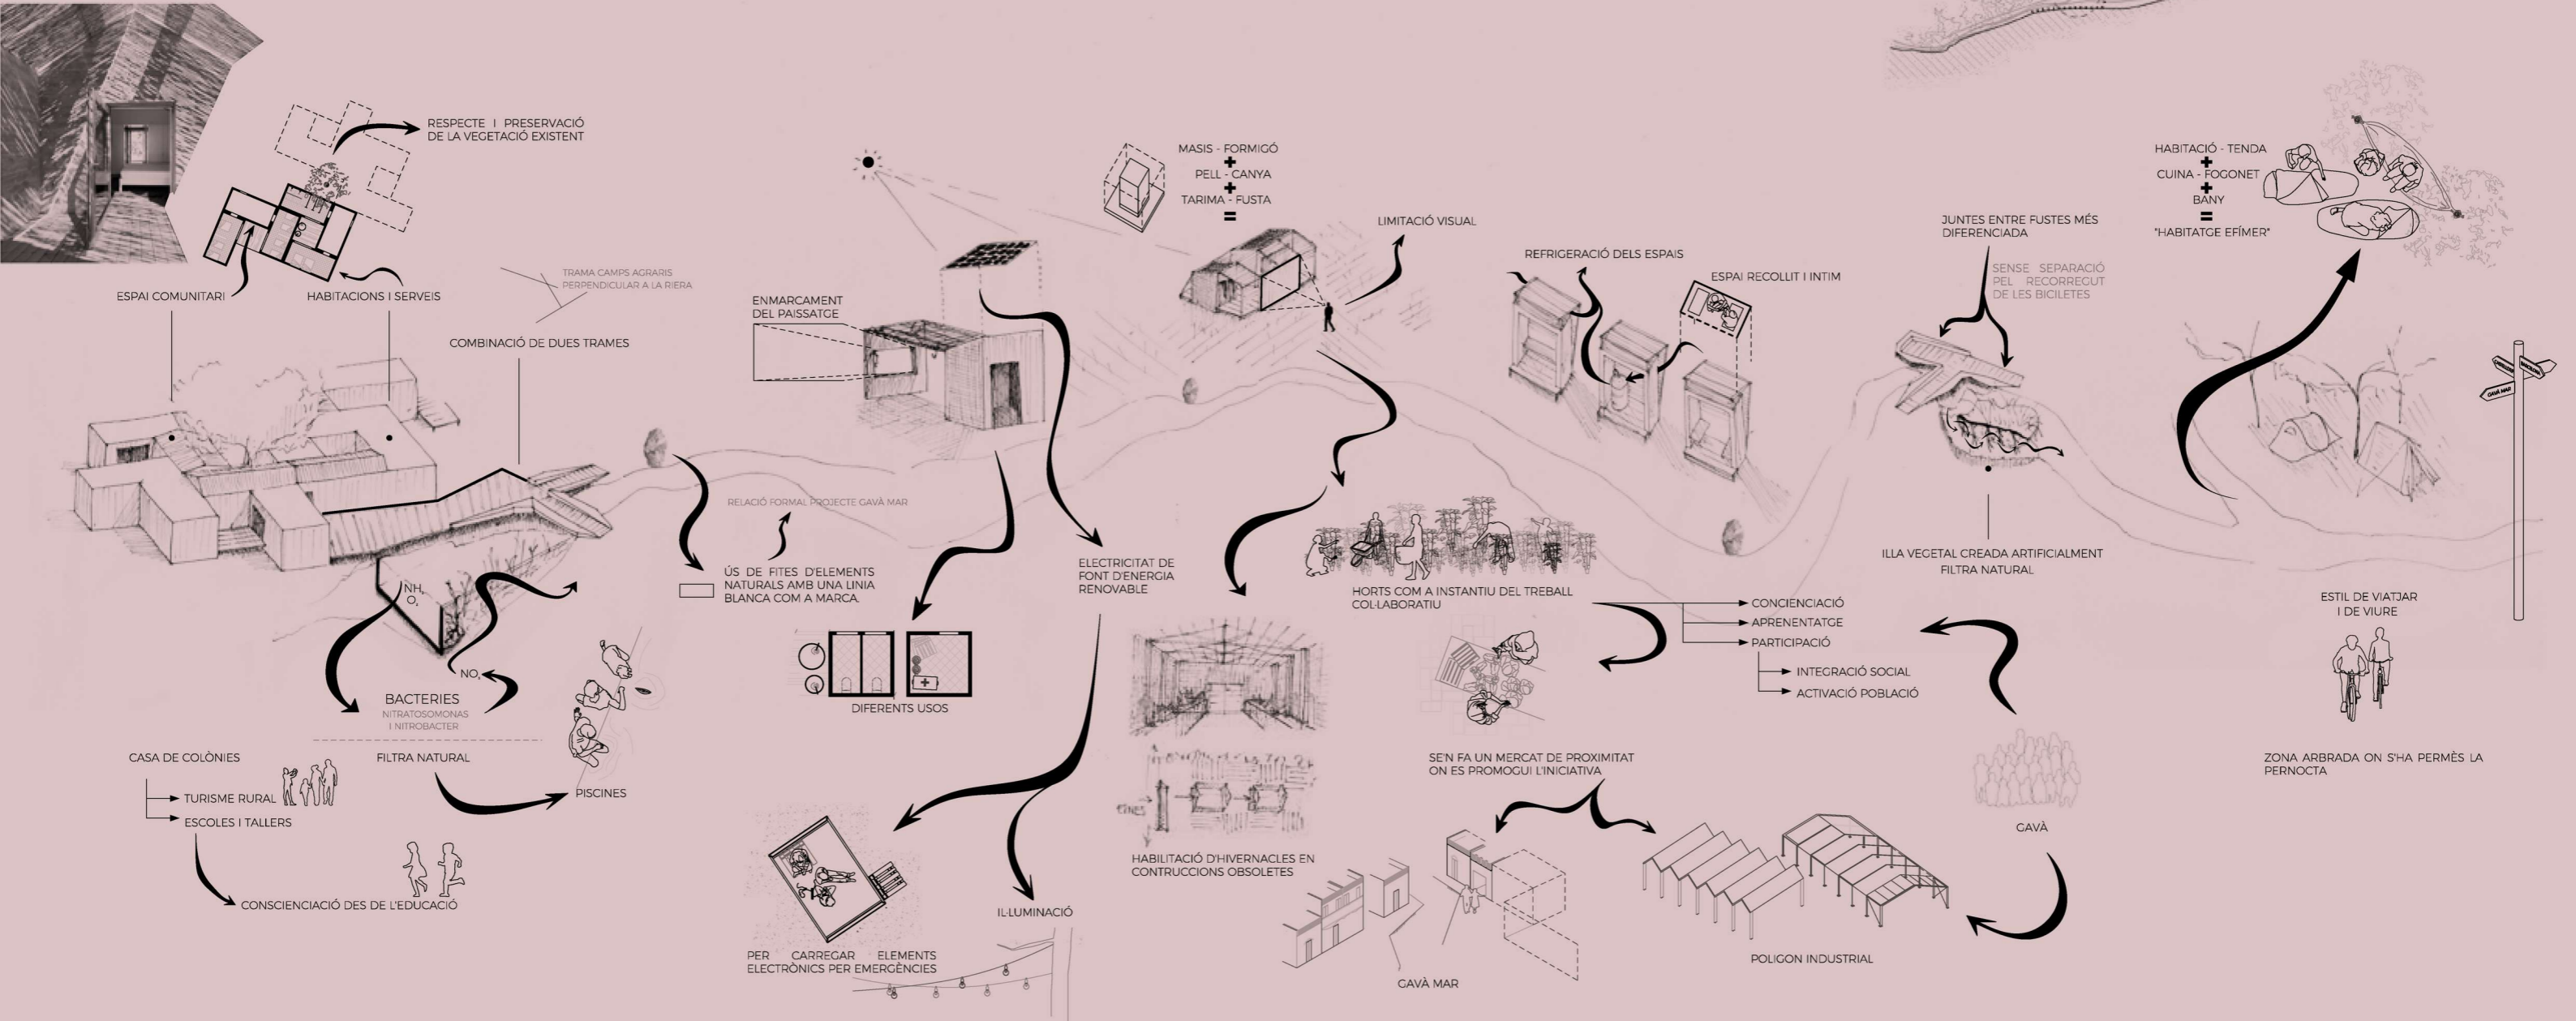 RESPECTE I PRESERVACIÓ
DE LA VEGETACIÓ EXISTENT
ESPAI COMUNITARI
HABITACIONS I SERVEIS
TRAMA CAMPS AGRARIS
PERPENDICULAR A LA RIERA
COMBINACIÓ DE DUES TRAMES
NH₄
O₂
NO₃
BACTERIES
NITRATOSOMONAS
I NITROBACTER
FILTRA NATURAL
PISCINES
CASA DE COLÒNIES
TURISME RURAL
ESCOLES I TALLERS
CONSCIENCIACIÓ DES DE L'EDUCACIÓ
ENMARCAMENT
DEL PAISSATGE
RELACIÓ FORMAL PROJECTE GAVÀ MAR
ÚS DE FITES D'ELEMENTS
NATURALS AMB UNA LINIA
BLANCA COM A MARCA.
DIFERENTS USOS
ELECTRICITAT DE
FONT D'ENERGIA
RENOVABLE
PER CARREGAR ELEMENTS
ELECTRÒNICS PER EMERGÈNCIES
IL·LUMINACIÓ
MASIS - FORMIGÓ
+
PELL - CANYA
+
TARIMA - FUSTA
=
LIMITACIÓ VISUAL
HORTS COM A INSTANTIU DEL TREBALL
COL·LABORATIU
CONCIENCIACIÓ
APRENENTATGE
PARTICIPACIÓ
INTEGRACIÓ SOCIAL
ACTIVACIÓ POBLACIÓ
HABILITACIÓ D'HIVERNACLES EN
CONTRUCCIONS OBSOLETES
SE'N FA UN MERCAT DE PROXIMITAT
ON ES PROMOGUI L'INICIATIVA
GAVÀ MAR
POLIGON INDUSTRIAL
GAVÀ
REFRIGERACIÓ DELS ESPAIS
ESPAI RECOLLIT I INTIM
JUNTES ENTRE FUSTES MÉS
DIFERENCIADA
SENSE SEPARACIÓ
PEL RECORREGUT
DE LES BICILETES
ILLA VEGETAL CREADA ARTIFICIALMENT
FILTRA NATURAL
HABITACIÓ - TENDA
+
CUINA - FOGONET
+
BANY
=
"HABITATGE EFÍMER"
BARCELONA
GAVÀ MAR
ESTIL DE VIATJAR
I DE VIURE
ZONA ARBRADA ON S'HA PERMÈS LA
PERNOCTA